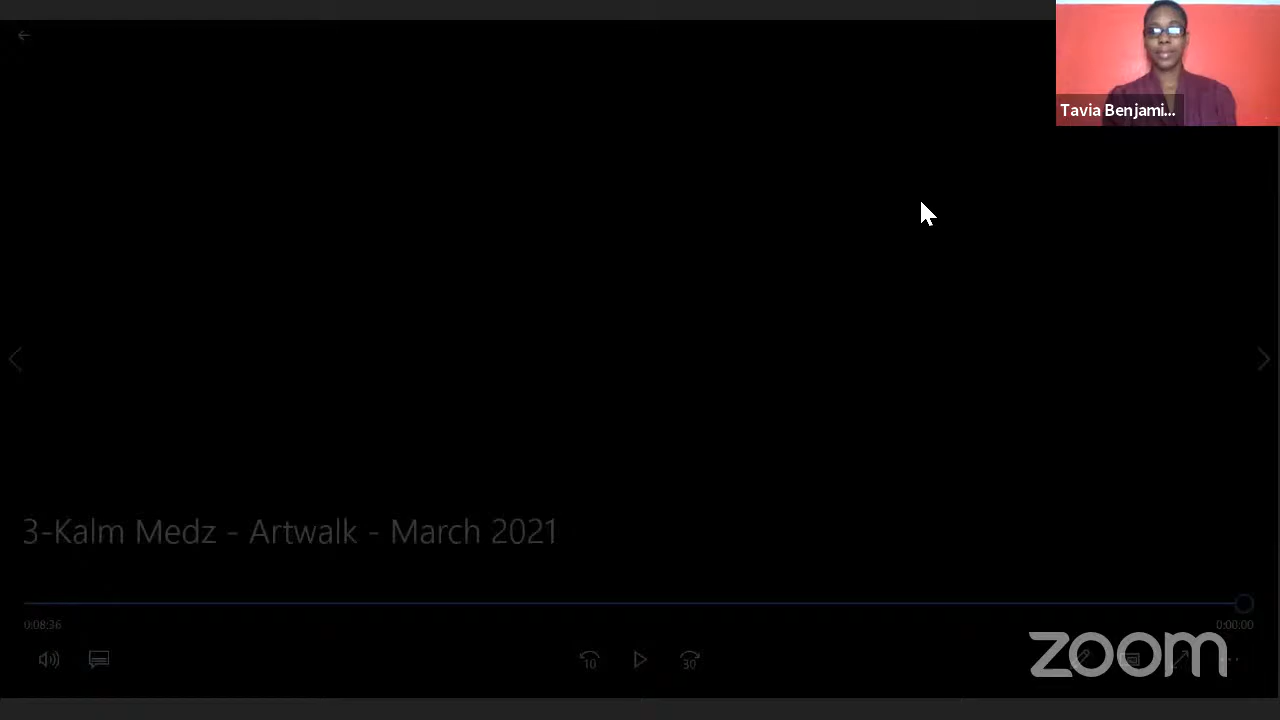 Tavia Benjami...
3-Kalm Medz - Artwalk - March 2021
0:08:36
0:00:00
10
30
zoom